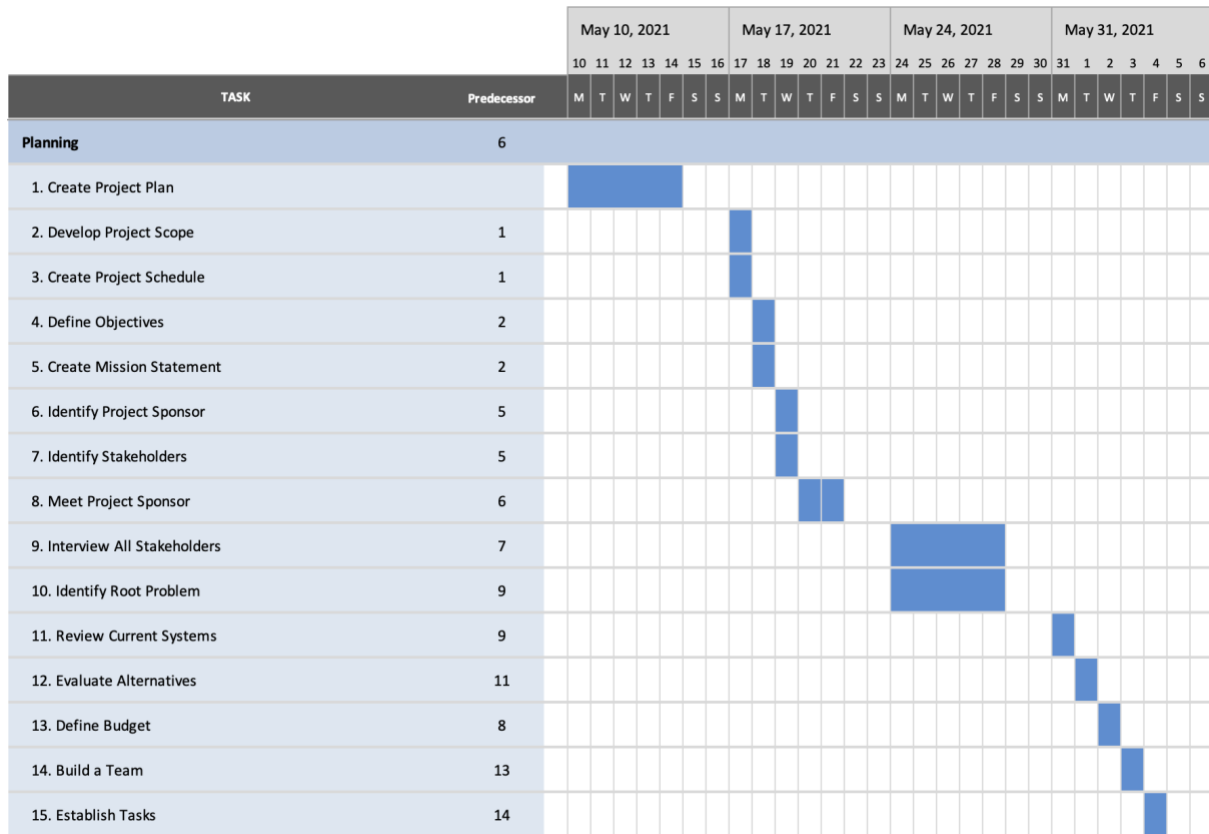 May 10, 2021 May 17, 2021 May 24, 2021 May 31, 2021
10 11 12 13 14 15 16 17 18 19 20 21 22 23 24 25 26 27 28 29 30 31 1 2 3 4 5 6
TASK Predecessor M T W T F S S M T W T F S S M T W T F S S M T W T F S S
Planning 6
1. Create Project Plan
2. Develop Project Scope 1
3. Create Project Schedule 1
4. Define Objectives 2
5. Create Mission Statement 2
6. Identify Project Sponsor 5
7. Identify Stakeholders 5
8. Meet Project Sponsor 6
9. Interview All Stakeholders 7
10. Identify Root Problem 9
11. Review Current Systems 9
12. Evaluate Alternatives 11
13. Define Budget 8
14. Build a Team 13
15. Establish Tasks 14